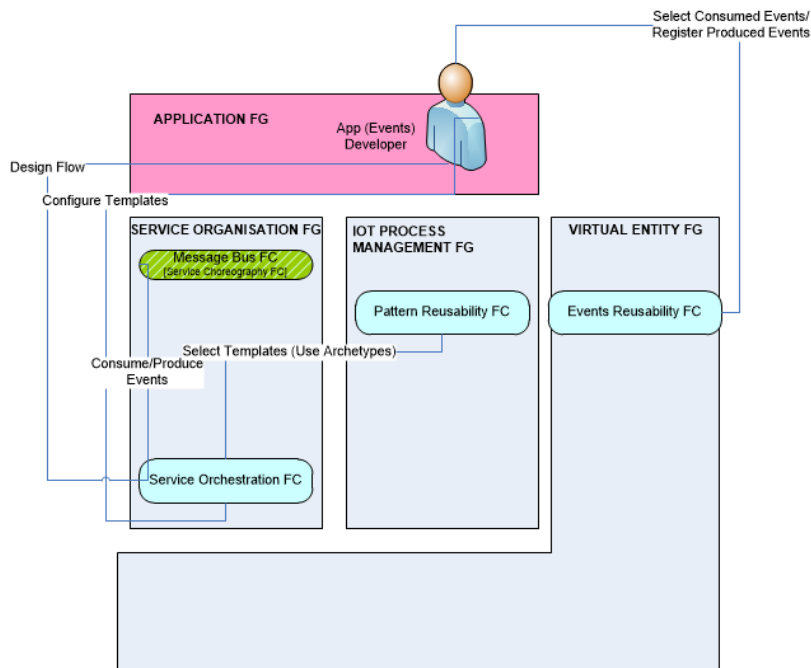 Select Consumed Events/
Register Produced Events
APPLICATION FG
App (Events)
Developer
Design Flow
Configure Templates
SERVICE ORGANISATION FG
Message Bus FC
[Service Choreography FC]
IOT PROCESS
MANAGEMENT FG
VIRTUAL ENTITY FG
Pattern Reusability FC
Events Reusability FC
Select Templates (Use Archetypes)
Consume/Produce
Events
Service Orchestration FC